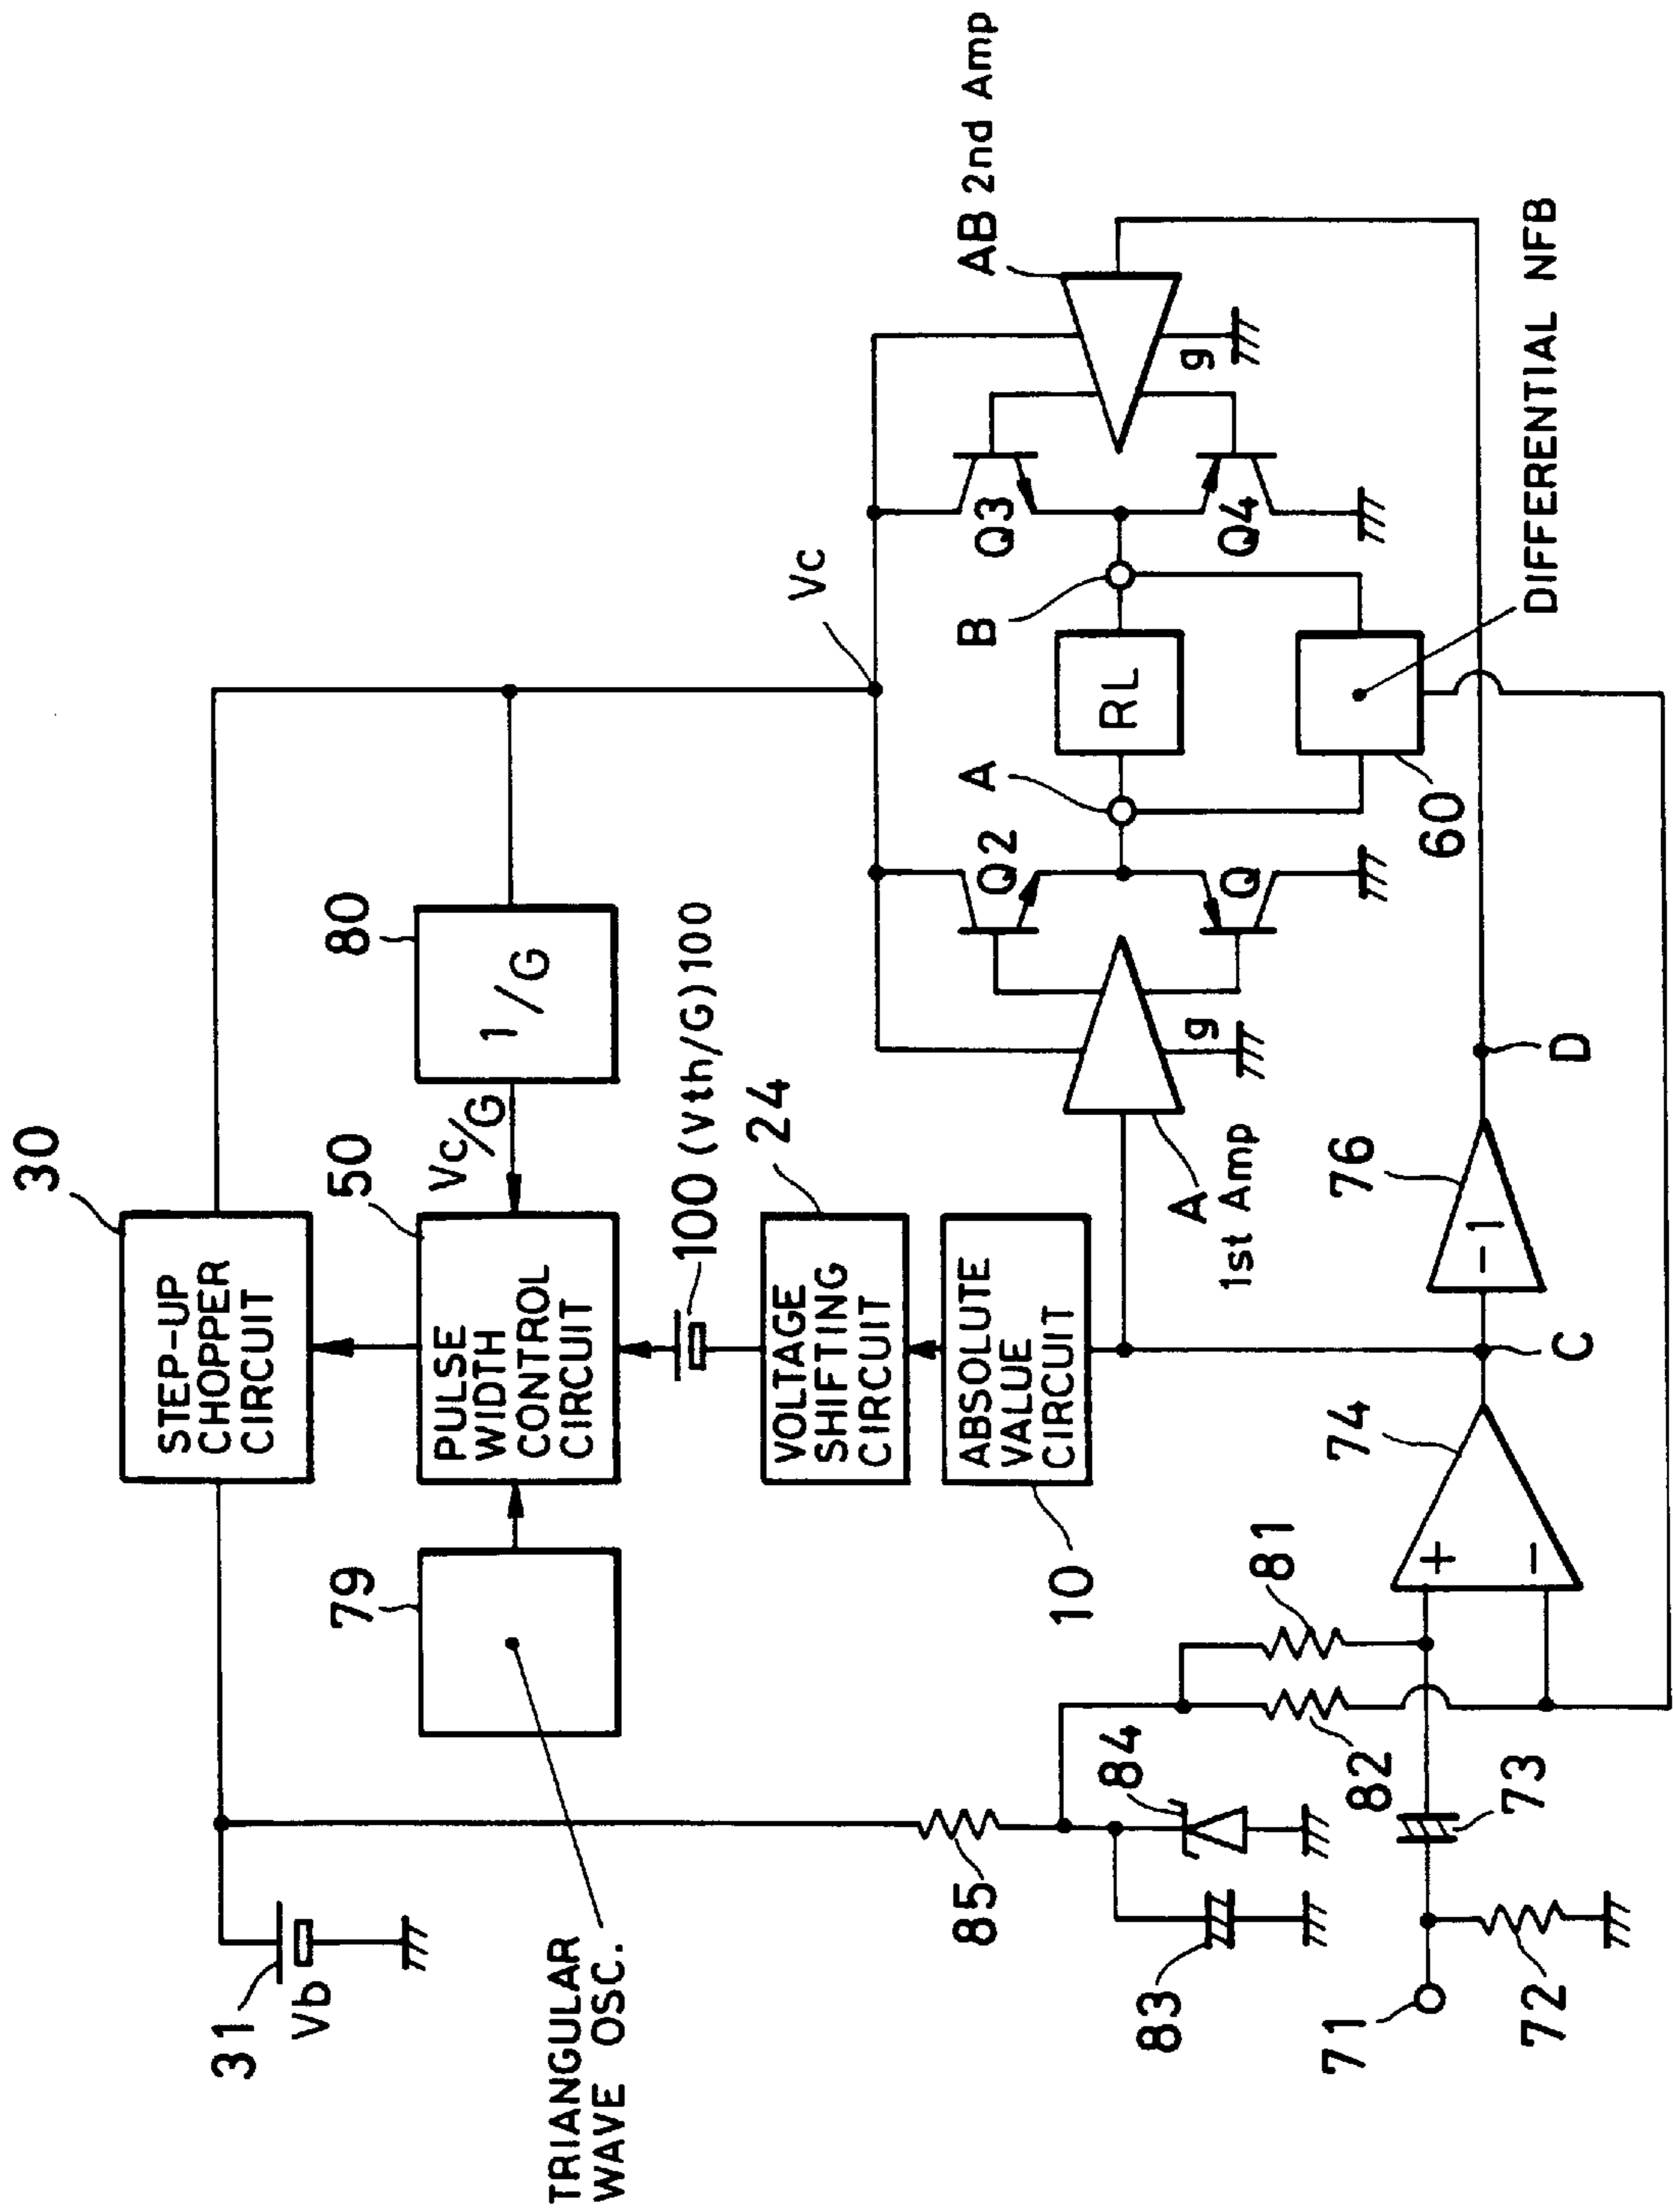 30
STEP-UP
CHOPPER
CIRCUIT
31
Vb
79
TRIANGULAR
WAVE OSC.
50
PULSE
WIDTH
CONTROL
CIRCUIT
Vc/G
80
1/G
100 (Vth/G) 100
24
VOLTAGE
SHIFTING
CIRCUIT
10
ABSOLUTE
VALUE
CIRCUIT
Vc
A
1st Amp
g
Q2
Q
A
RL
B
Q3
Q4
AB 2nd Amp
g
60
DIFFERENTIAL NFB
85
83
84
81
82
71
72
73
74
+
-
C
76
-1
D